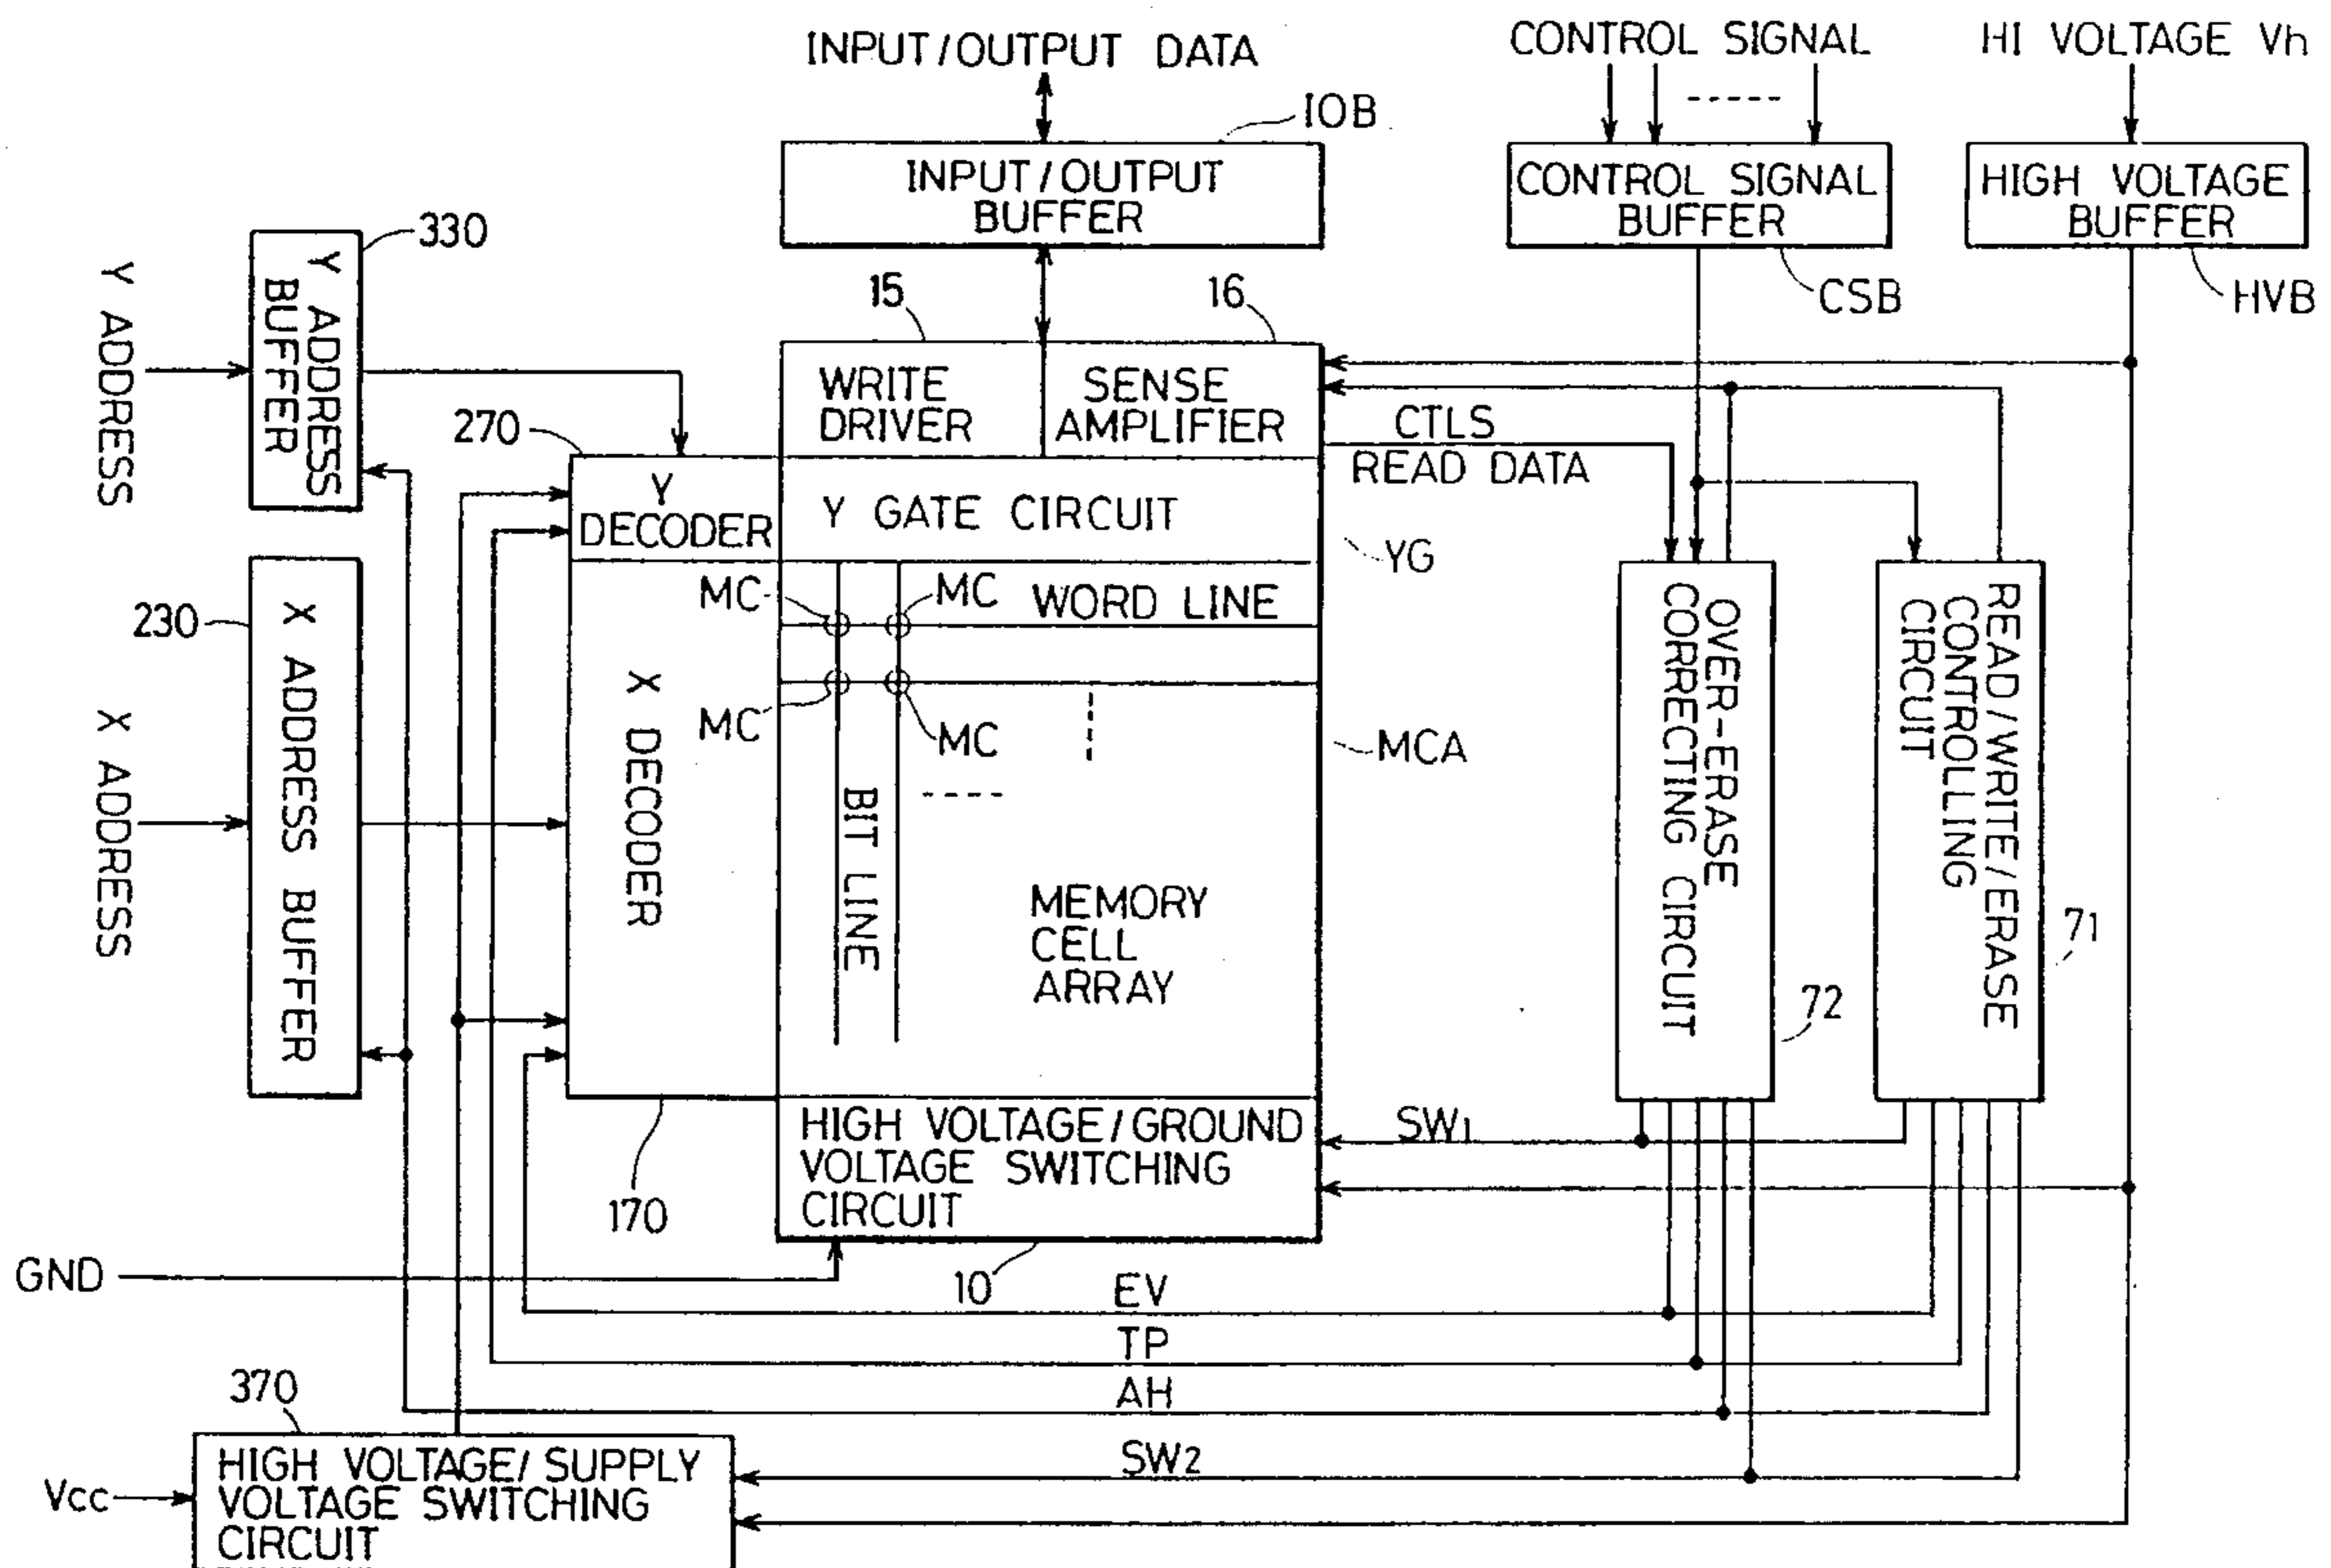 INPUT/OUTPUT DATA
CONTROL SIGNAL
HI VOLTAGE Vh
IOB
INPUT/OUTPUT
BUFFER
CONTROL SIGNAL
BUFFER
HIGH VOLTAGE
BUFFER
CSB
HVB
330
Y ADDRESS
Y ADDRESS
BUFFER
15
16
WRITE
DRIVER
SENSE
AMPLIFIER
CTLS
READ DATA
270
Y
DECODER
Y GATE CIRCUIT
YG
230
X ADDRESS
X ADDRESS BUFFER
X DECODER
MC
MC
WORD LINE
MC
MC
MCA
BIT LINE
MEMORY
CELL
ARRAY
OVER-ERASE
CORRECTING CIRCUIT
72
READ/WRITE/ERASE
CONTROLLING
CIRCUIT
71
170
HIGH VOLTAGE/GROUND
VOLTAGE SWITCHING
CIRCUIT
SW1
10
GND
EV
TP
AH
SW2
370
Vcc
HIGH VOLTAGE/SUPPLY
VOLTAGE SWITCHING
CIRCUIT